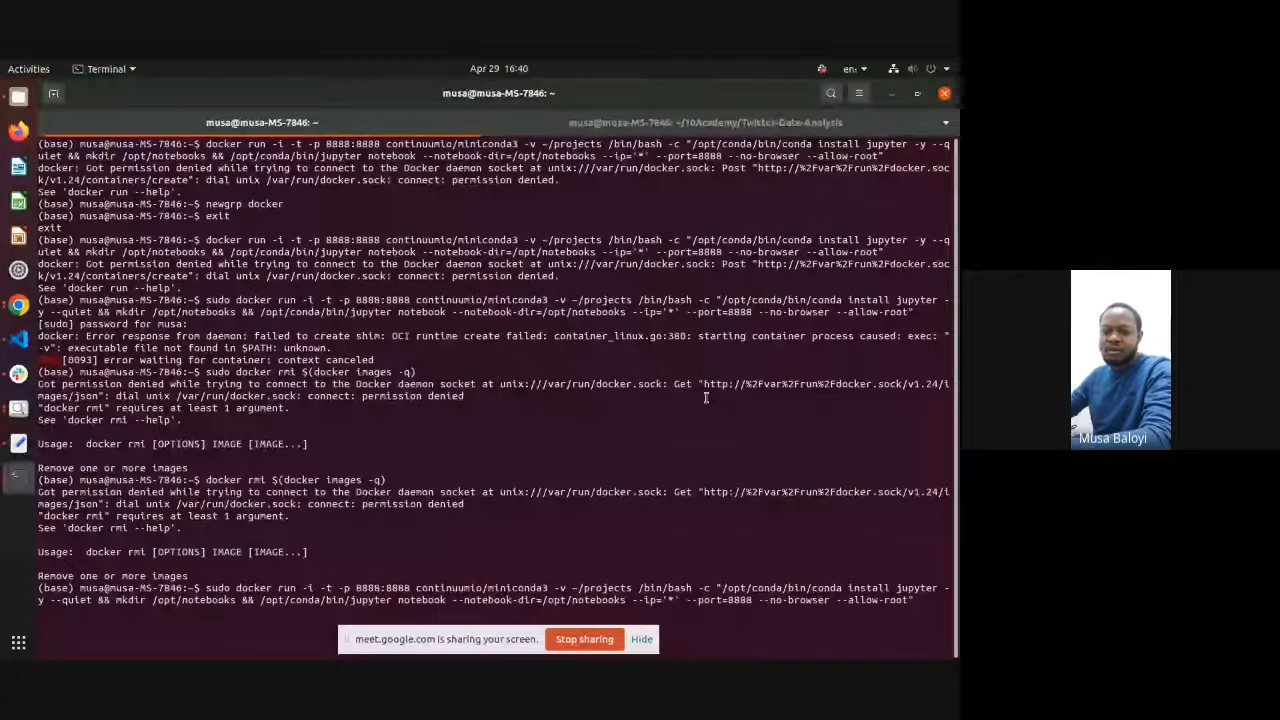 Activities
Terminal
Apr 29 16:40
en
musa@musa-MS-7846: ~
musa@musa-MS-7846: ~
musa@musa-MS-7846: ~/10Academy/Twitter-Data-Analysis
(base) musa@musa-MS-7846:~$ docker run -i -t -p 8888:8888 continuumio/miniconda3 -v ~/projects /bin/bash -c "/opt/conda/bin/conda install jupyter -y --q
uiet && mkdir /opt/notebooks && /opt/conda/bin/jupyter notebook --notebook-dir=/opt/notebooks --ip='*' --port=8888 --no-browser --allow-root"
docker: Got permission denied while trying to connect to the Docker daemon socket at unix:///var/run/docker.sock: Post "http://%2Fvar%2Frun%2Fdocker.soc
k/v1.24/containers/create": dial unix /var/run/docker.sock: connect: permission denied.
See 'docker run --help'.
(base) musa@musa-MS-7846:~$ newgrp docker
(base) musa@musa-MS-7846:~$ exit
exit
(base) musa@musa-MS-7846:~$ docker run -i -t -p 8888:8888 continuumio/miniconda3 -v ~/projects /bin/bash -c "/opt/conda/bin/conda install jupyter -y --q
uiet && mkdir /opt/notebooks && /opt/conda/bin/jupyter notebook --notebook-dir=/opt/notebooks --ip='*' --port=8888 --no-browser --allow-root"
docker: Got permission denied while trying to connect to the Docker daemon socket at unix:///var/run/docker.sock: Post "http://%2Fvar%2Frun%2Fdocker.soc
k/v1.24/containers/create": dial unix /var/run/docker.sock: connect: permission denied.
See 'docker run --help'.
(base) musa@musa-MS-7846:~$ sudo docker run -i -t -p 8888:8888 continuumio/miniconda3 -v ~/projects /bin/bash -c "/opt/conda/bin/conda install jupyter -
y --quiet && mkdir /opt/notebooks && /opt/conda/bin/jupyter notebook --notebook-dir=/opt/notebooks --ip='*' --port=8888 --no-browser --allow-root"
[sudo] password for musa:
docker: Error response from daemon: failed to create shim: OCI runtime create failed: container_linux.go:380: starting container process caused: exec: "
-v": executable file not found in $PATH: unknown.
[0093] error waiting for container: context canceled
(base) musa@musa-MS-7846:~$ sudo docker rmi $(docker images -q)
Got permission denied while trying to connect to the Docker daemon socket at unix:///var/run/docker.sock: Get "http://%2Fvar%2Frun%2Fdocker.sock/v1.24/i
mages/json": dial unix /var/run/docker.sock: connect: permission denied
"docker rmi" requires at least 1 argument.
See 'docker rmi --help'.
Usage:  docker rmi [OPTIONS] IMAGE [IMAGE...]
Remove one or more images
(base) musa@musa-MS-7846:~$ docker rmi $(docker images -q)
Got permission denied while trying to connect to the Docker daemon socket at unix:///var/run/docker.sock: Get "http://%2Fvar%2Frun%2Fdocker.sock/v1.24/i
mages/json": dial unix /var/run/docker.sock: connect: permission denied
"docker rmi" requires at least 1 argument.
See 'docker rmi --help'.
Usage:  docker rmi [OPTIONS] IMAGE [IMAGE...]
Remove one or more images
(base) musa@musa-MS-7846:~$ sudo docker run -i -t -p 8888:8888 continuumio/miniconda3 -v ~/projects /bin/bash -c "/opt/conda/bin/conda install jupyter -
y --quiet && mkdir /opt/notebooks && /opt/conda/bin/jupyter notebook --notebook-dir=/opt/notebooks --ip='*' --port=8888 --no-browser --allow-root"
meet.google.com is sharing your screen.
Stop sharing
Hide
Musa Baloyi